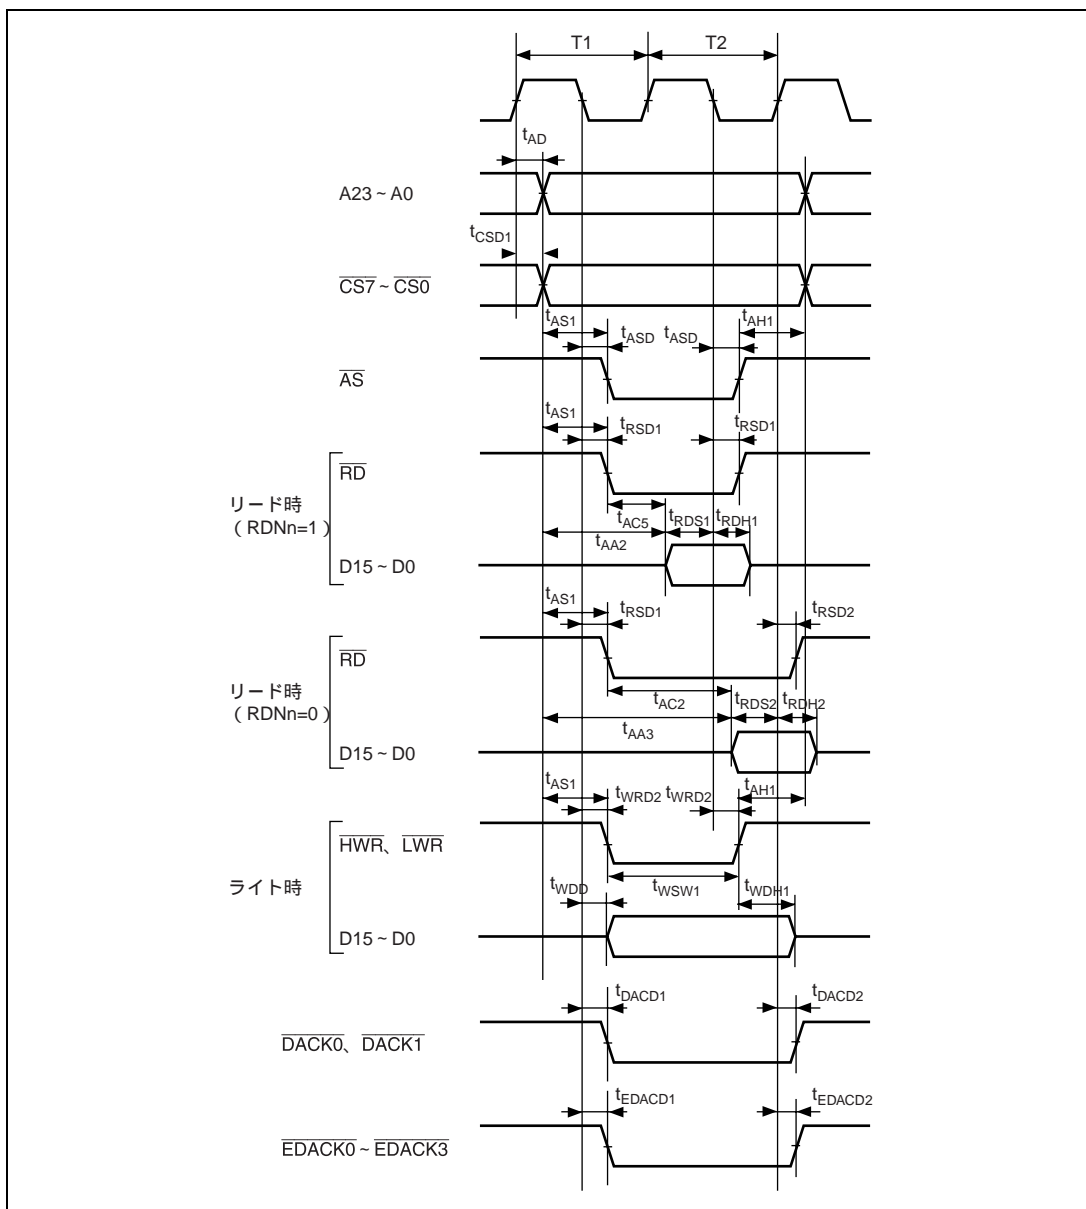 T1 T2
tAD
A23 ~ A0
tCSD1
CS7 ~ CS0
tAS1 tASD tASD tAH1
AS
tAS1 tRSD1 tRSD1
RD
リード時
( RDNn=1 )
tAC5 tRDS1 tRDH1
tAA2
D15 ~ D0
tAS1 tRSD1 tRSD2
RD
リード時
( RDNn=0 )
tAC2 tRDS2 tRDH2
tAA3
D15 ~ D0
tAS1 tWRD2 tWRD2 tAH1
HWR、LWR
ライト時
tWDD tWSW1 tWDH1
D15 ~ D0
tDACD1 tDACD2
DACK0、DACK1
tEDACD1 tEDACD2
EDACK0 ~ EDACK3